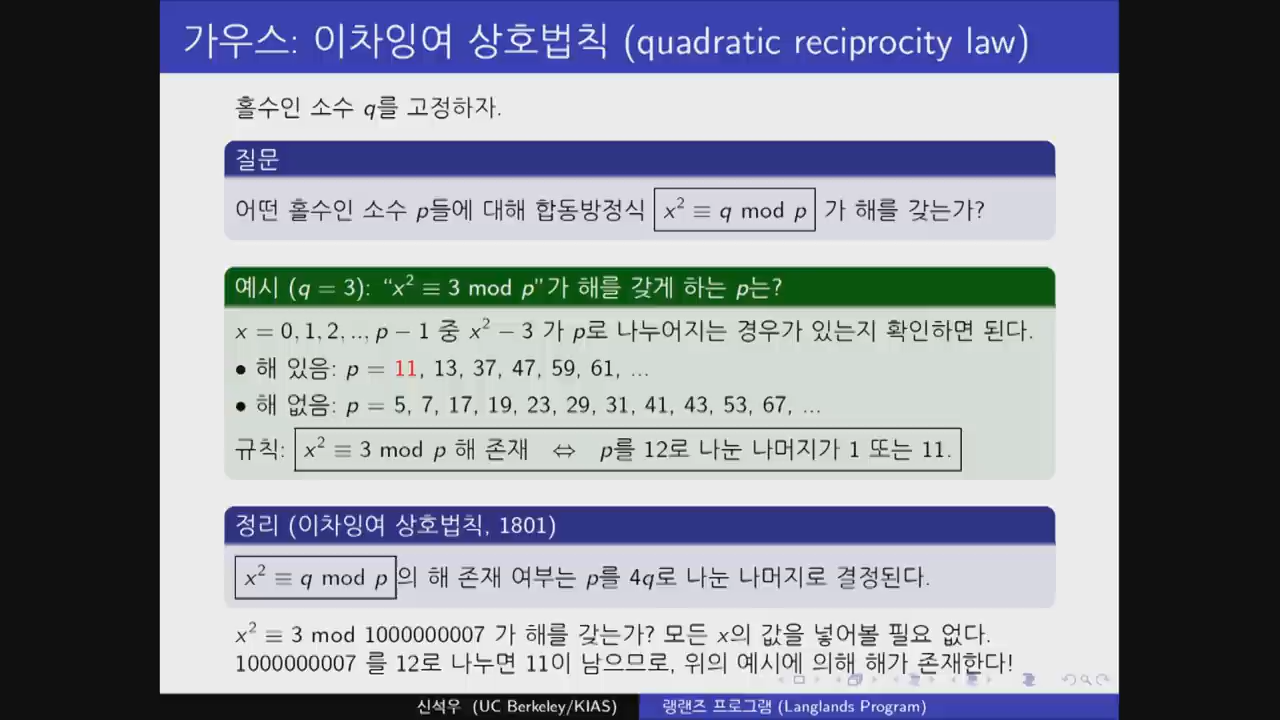 가우스: 이차잉여 상호법칙 (quadratic reciprocity law)
홀수인 소수 q를 고정하자.
질문
어떤 홀수인 소수 p들에 대해 합동방정식 x² ≡ q mod p 가 해를 갖는가?
예시 (q = 3): “x² ≡ 3 mod p”가 해를 갖게 하는 p는?
x = 0, 1, 2, .., p − 1 중 x² − 3 가 p로 나누어지는 경우가 있는지 확인하면 된다.
• 해 있음: p = 11, 13, 37, 47, 59, 61, ...
• 해 없음: p = 5, 7, 17, 19, 23, 29, 31, 41, 43, 53, 67, ...
규칙: x² ≡ 3 mod p 해 존재 ⇔ p를 12로 나눈 나머지가 1 또는 11.
정리 (이차잉여 상호법칙, 1801)
x² ≡ q mod p 의 해 존재 여부는 p를 4q로 나눈 나머지로 결정된다.
x² ≡ 3 mod 1000000007 가 해를 갖는가? 모든 x의 값을 넣어볼 필요 없다.
1000000007 를 12로 나누면 11이 남으므로, 위의 예시에 의해 해가 존재한다!
신석우 (UC Berkeley/KIAS) 랭랜즈 프로그램 (Langlands Program)